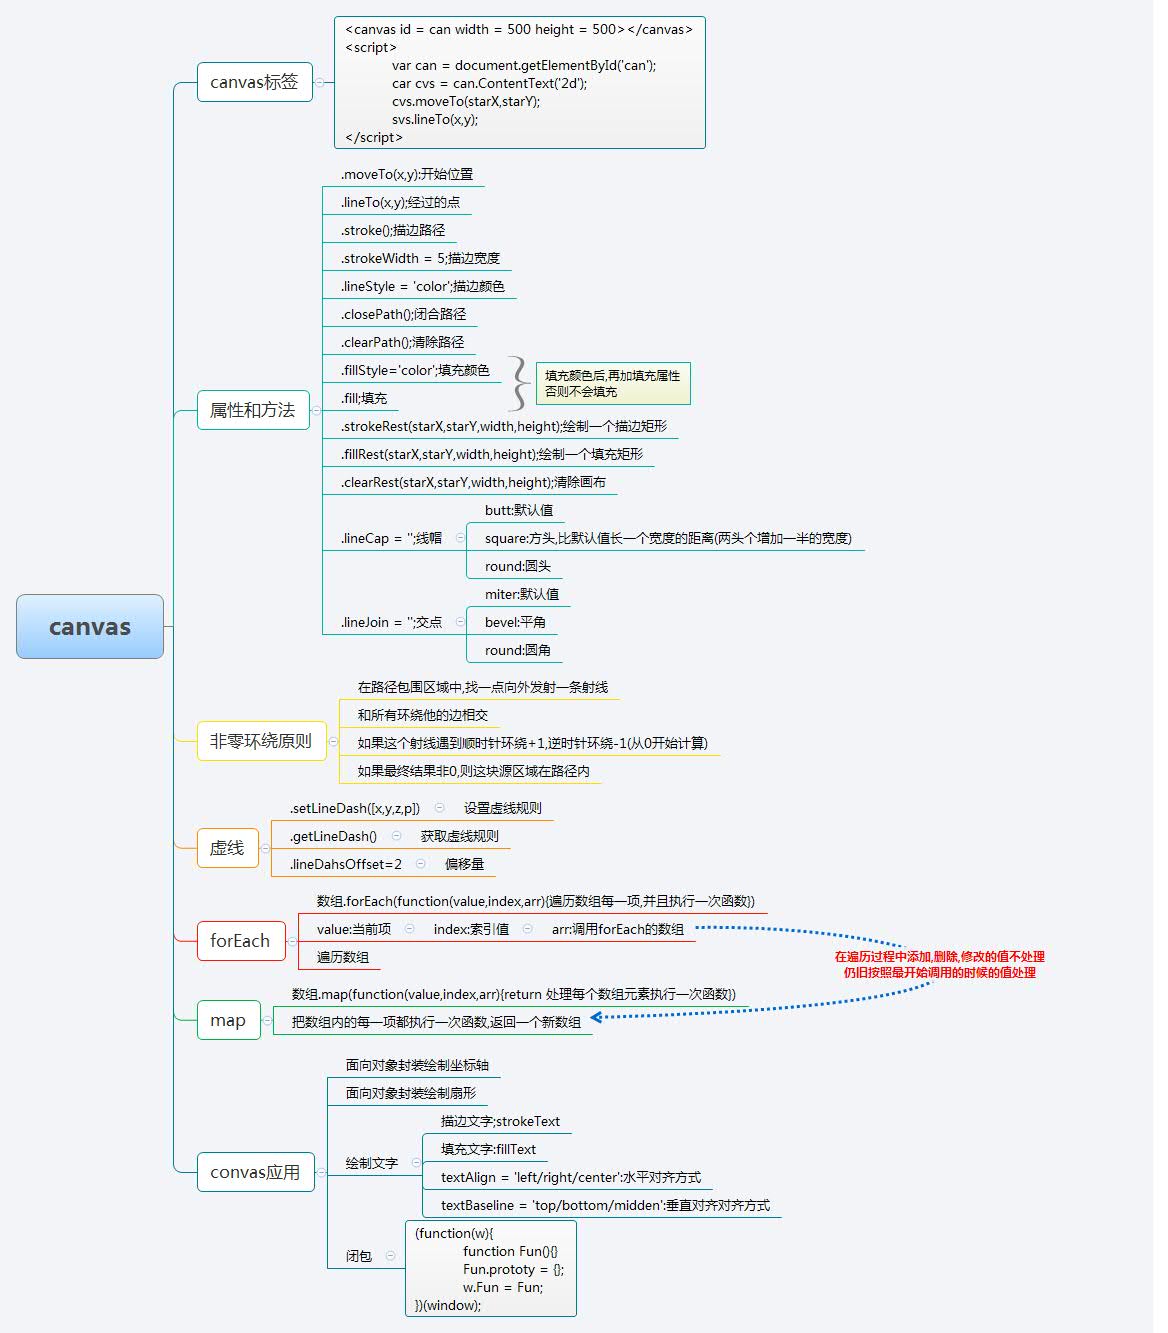 canvas
canvas标签
<canvas id = can width = 500 height = 500></canvas>
<script>
var can = document.getElementById('can');
car cvs = can.ContentText('2d');
cvs.moveTo(starX,starY);
svs.lineTo(x,y);
</script>
属性和方法
.moveTo(x,y):开始位置
.lineTo(x,y);经过的点
.stroke();描边路径
.strokeWidth = 5;描边宽度
.lineStyle = 'color';描边颜色
.closePath();闭合路径
.clearPath();清除路径
.fillStyle='color';填充颜色
.fill;填充
填充颜色后,再加填充属性
否则不会填充
.strokeRest(starX,starY,width,height);绘制一个描边矩形
.fillRest(starX,starY,width,height);绘制一个填充矩形
.clearRest(starX,starY,width,height);清除画布
.lineCap = '';线帽
butt:默认值
square:方头,比默认值长一个宽度的距离(两头个增加一半的宽度)
round:圆头
.lineJoin = '';交点
miter:默认值
bevel:平角
round:圆角
非零环绕原则
在路径包围区域中,找一点向外发射一条射线
和所有环绕他的边相交
如果这个射线遇到顺时针环绕+1,逆时针环绕-1(从0开始计算)
如果最终结果非0,则这块源区域在路径内
虚线
.setLineDash([x,y,z,p]) 设置虚线规则
.getLineDash() 获取虚线规则
.lineDahsOffset=2 偏移量
forEach
数组.forEach(function(value,index,arr){遍历数组每一项,并且执行一次函数})
value:当前项 index:索引值 arr:调用forEach的数组
遍历数组
在遍历过程中添加,删除,修改的值不处理
仍旧按照最开始调用的时候的值处理
map
数组.map(function(value,index,arr){return 处理每个数组元素执行一次函数})
把数组内的每一项都执行一次函数,返回一个新数组
convas应用
面向对象封装绘制坐标轴
面向对象封装绘制扇形
绘制文字
描边文字;strokeText
填充文字:fillText
textAlign = 'left/right/center':水平对齐方式
textBaseline = 'top/bottom/midden':垂直对齐对齐方式
闭包
(function(w){
function Fun(){}
Fun.prototy = {};
w.Fun = Fun;
})(window);